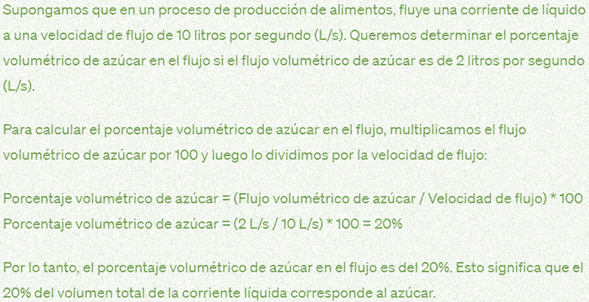 Supongamos que en un proceso de producción de alimentos, fluye una corriente de líquido
a una velocidad de flujo de 10 litros por segundo (L/s). Queremos determinar el porcentaje
volumétrico de azúcar en el flujo si el flujo volumétrico de azúcar es de 2 litros por segundo
(L/s).
Para calcular el porcentaje volumétrico de azúcar en el flujo, multiplicamos el flujo
volumétrico de azúcar por 100 y luego lo dividimos por la velocidad de flujo:
Porcentaje volumétrico de azúcar = (Flujo volumétrico de azúcar / Velocidad de flujo) * 100
Porcentaje volumétrico de azúcar = (2 L/s / 10 L/s) * 100 = 20%
Por lo tanto, el porcentaje volumétrico de azúcar en el flujo es del 20%. Esto significa que el
20% del volumen total de la corriente líquida corresponde al azúcar.